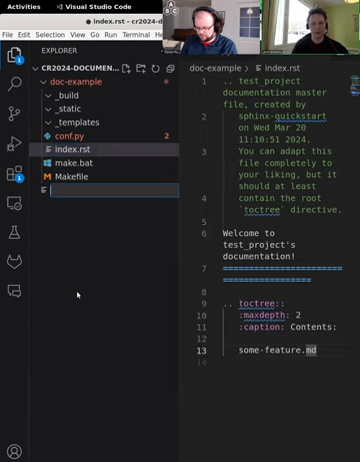 Activities
Visual Studio Code
● index.rst - cr2024-d
File Edit Selection View Go Run Terminal
A
S C
EXPLORER
CR2024-DOCUMEN...
doc-example
_build
_static
_templates
conf.py 2
index.rst
make.bat
Makefile
1
1
doc-example > index.rst
1 .. test_project
documentation master
file, created by
2 sphinx-quickstart
on Wed Mar 20
11:10:51 2024.
3 You can adapt this
file completely to
your liking, but it
should at least
4 contain the root
`toctree` directive.
5
6 Welcome to
test_project's
documentation!
7 =======================
=================
8
9 .. toctree::
10 :maxdepth: 2
11 :caption: Contents:
12
13 some-feature.md
14